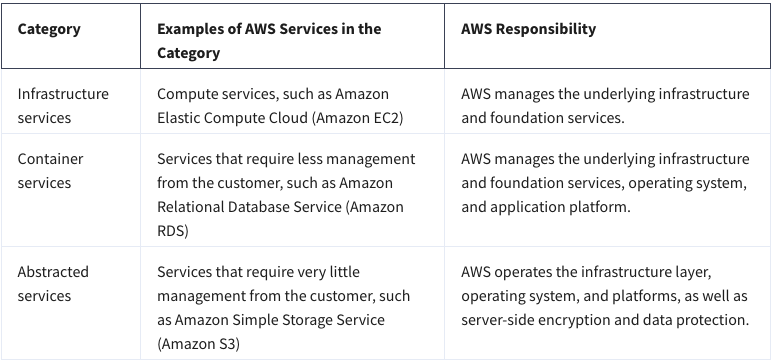 Category
Examples of AWS Services in the
Category
AWS Responsibility
Infrastructure
services
Compute services, such as Amazon
Elastic Compute Cloud (Amazon EC2)
AWS manages the underlying infrastructure
and foundation services.
Container
services
Services that require less management
from the customer, such as Amazon
Relational Database Service (Amazon
RDS)
AWS manages the underlying infrastructure
and foundation services, operating system,
and application platform.
Abstracted
services
Services that require very little
management from the customer, such
as Amazon Simple Storage Service
(Amazon S3)
AWS operates the infrastructure layer,
operating system, and platforms, as well as
server-side encryption and data protection.